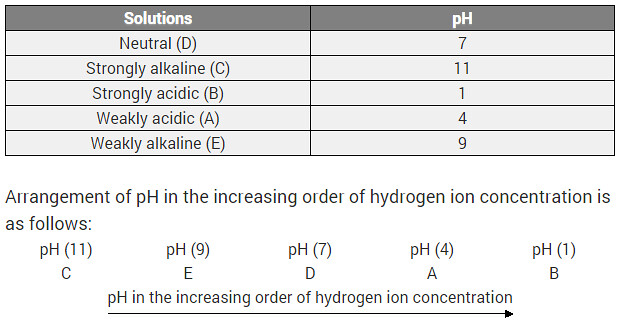 Solutions pH
Neutral (D) 7
Strongly alkaline (C) 11
Strongly acidic (B) 1
Weakly acidic (A) 4
Weakly alkaline (E) 9
Arrangement of pH in the increasing order of hydrogen ion concentration is
as follows:
pH (11) pH (9) pH (7) pH (4) pH (1)
C E D A B
pH in the increasing order of hydrogen ion concentration